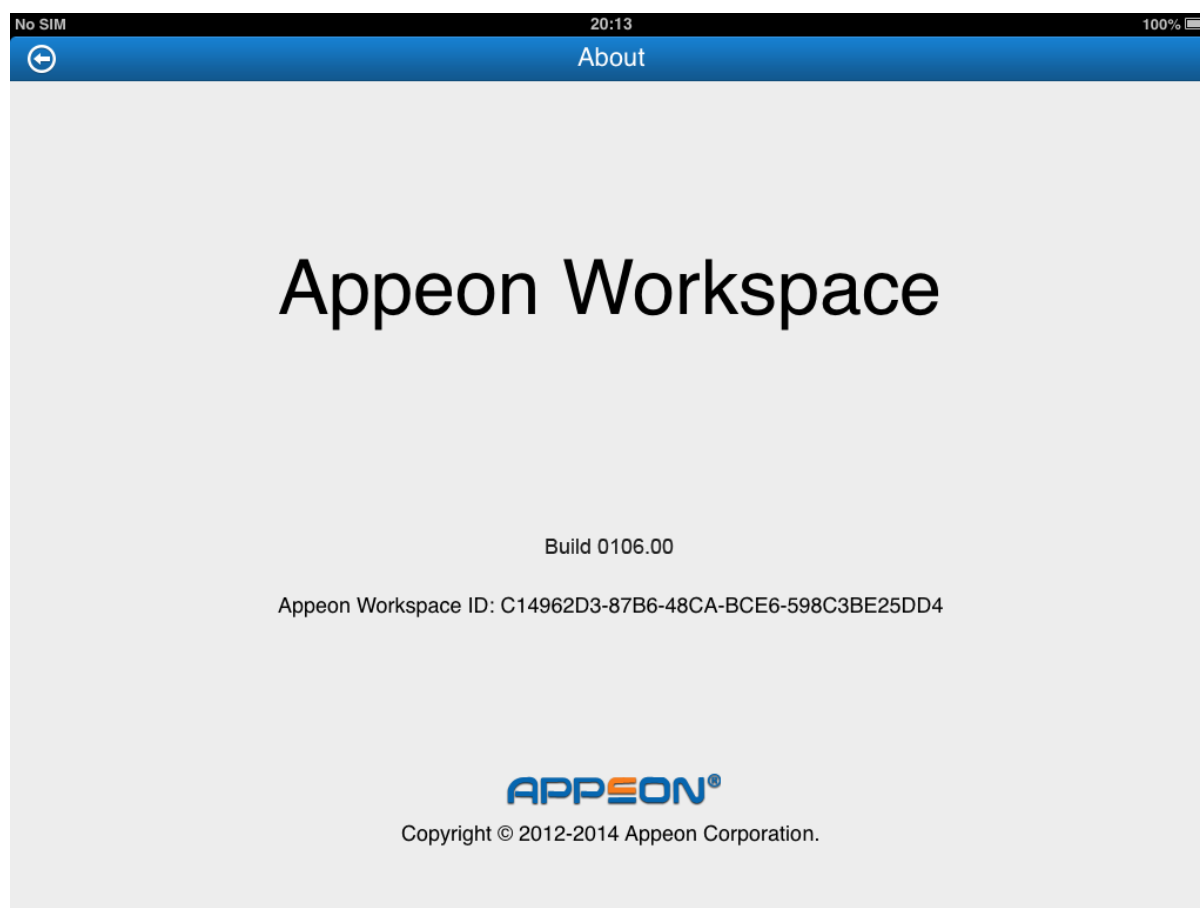 No SIM 20:13 100%
About
Appeon Workspace
Build 0106.00
Appeon Workspace ID: C14962D3-87B6-48CA-BCE6-598C3BE25DD4
APPEON®
Copyright © 2012-2014 Appeon Corporation.